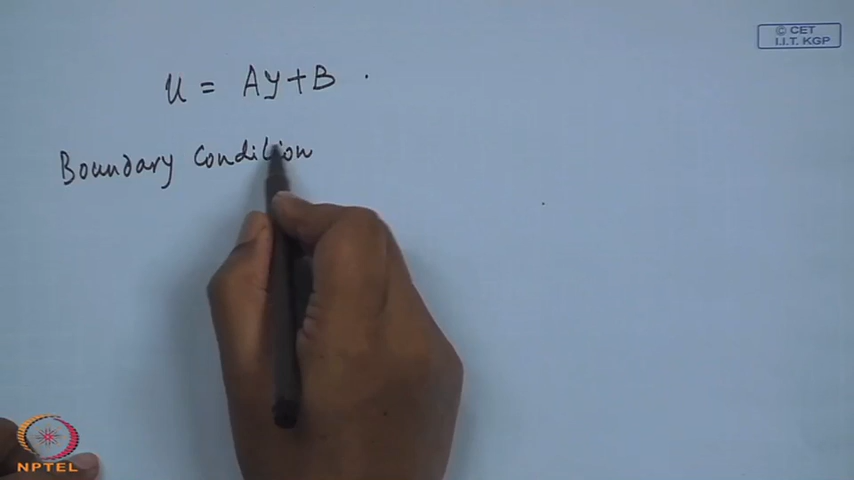 © CET
I.I.T. KGP
u = Ay + B .
Boundary Condition
NPTEL